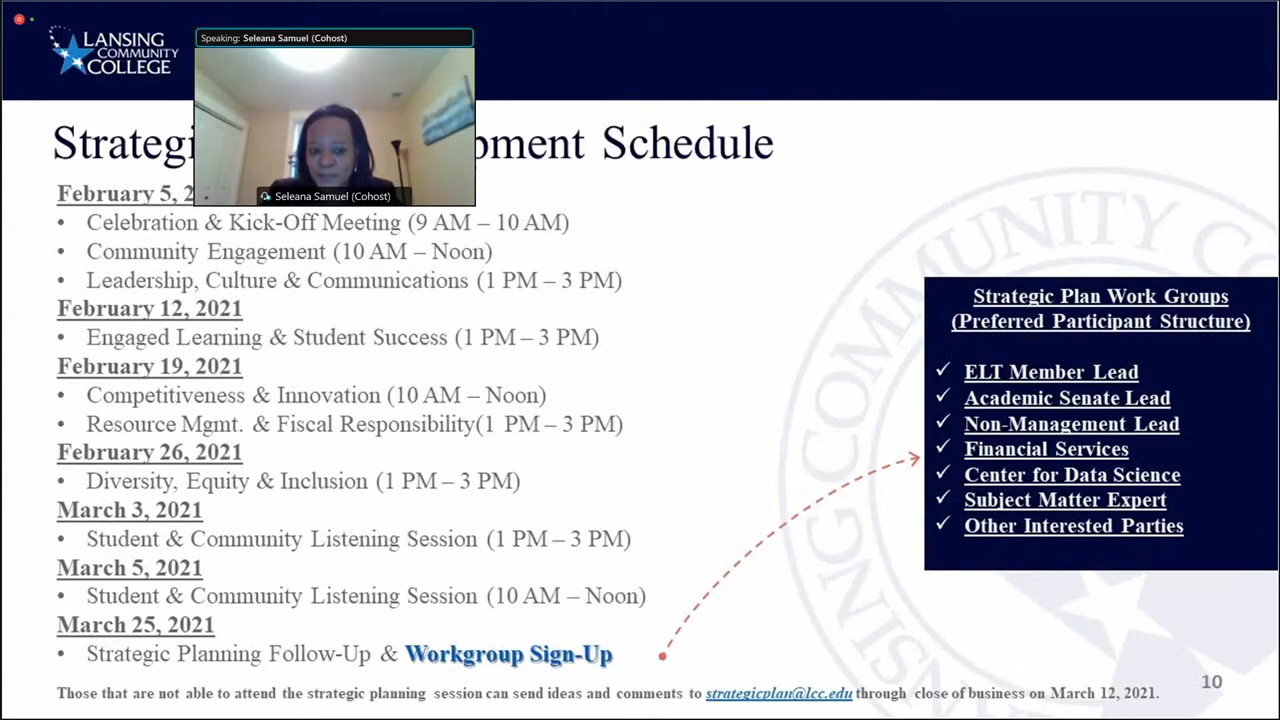 LANSING
COMMUNITY
COLLEGE
Speaking: Seleana Samuel (Cohost)
Seleana Samuel (Cohost)
Schedule
February 5,
• Celebration & Kick-Off Meeting (9 AM – 10 AM)
• Community Engagement (10 AM – Noon)
• Leadership, Culture & Communications (1 PM – 3 PM)
February 12, 2021
• Engaged Learning & Student Success (1 PM – 3 PM)
February 19, 2021
• Competitiveness & Innovation (10 AM – Noon)
• Resource Mgmt. & Fiscal Responsibility(1 PM – 3 PM)
February 26, 2021
• Diversity, Equity & Inclusion (1 PM – 3 PM)
March 3, 2021
• Student & Community Listening Session (1 PM – 3 PM)
March 5, 2021
• Student & Community Listening Session (10 AM – Noon)
March 25, 2021
• Strategic Planning Follow-Up & Workgroup Sign-Up
Those that are not able to attend the strategic planning session can send ideas and comments to strategicplan@lcc.edu through close of business on March 12, 2021.
Strategic Plan Work Groups
(Preferred Participant Structure)
✓ ELT Member Lead
✓ Academic Senate Lead
✓ Non-Management Lead
✓ Financial Services
✓ Center for Data Science
✓ Subject Matter Expert
✓ Other Interested Parties
10